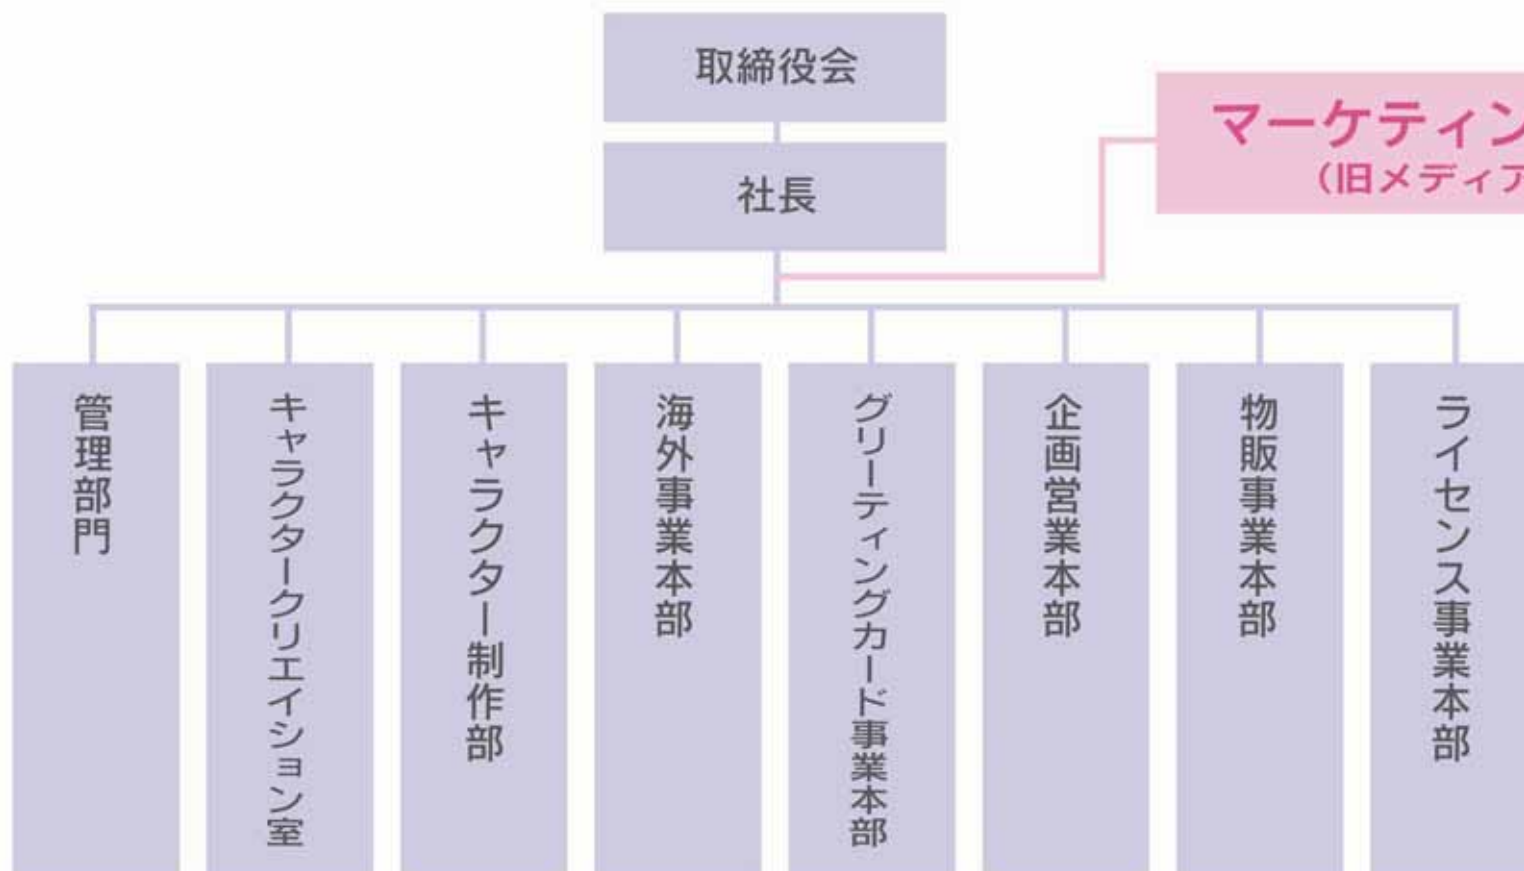 取締役会
社長
マーケティン
（旧メディア
管理部門
キャラクタークリエイション室
キャラクター制作部
海外事業本部
グリーティングカード事業本部
企画営業本部
物販事業本部
ライセンス事業本部